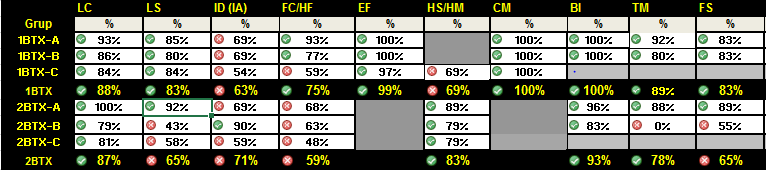 LC LS ID (IA) FC/HF EF HS/HM CM BI TM FS
Grup % % % % % % % % % %
1BTX-A 93% 85% 69% 93% 100% 100% 100% 92% 83%
1BTX-B 86% 80% 69% 77% 100% 100% 100% 80% 83%
1BTX-C 84% 84% 54% 59% 97% 69% 100%
1BTX 88% 83% 63% 75% 99% 69% 100% 100% 89% 83%
2BTX-A 100% 92% 69% 68% 89% 96% 88% 89%
2BTX-B 79% 43% 90% 63% 79% 83% 0% 55%
2BTX-C 81% 58% 59% 48% 79%
2BTX 87% 65% 71% 59% 83% 93% 78% 65%